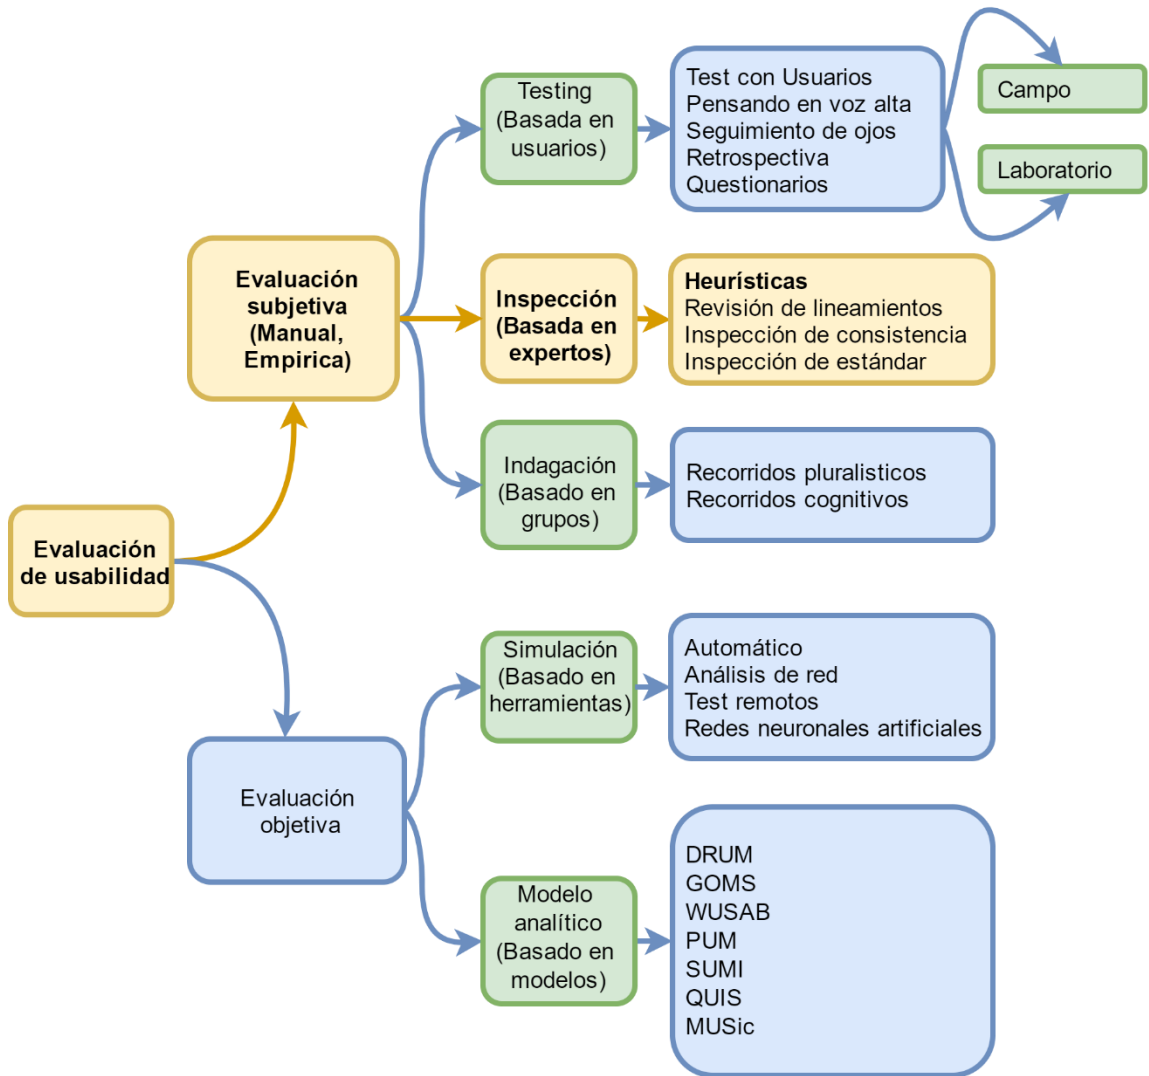 Evaluación
de usabilidad
Evaluación
subjetiva
(Manual,
Empirica)
Testing
(Basada en
usuarios)
Test con Usuarios
Pensando en voz alta
Seguimiento de ojos
Retrospectiva
Questionarios
Campo
Laboratorio
Inspección
(Basada en
expertos)
Heurísticas
Revisión de lineamientos
Inspección de consistencia
Inspección de estándar
Indagación
(Basado en
grupos)
Recorridos pluralisticos
Recorridos cognitivos
Evaluación
objetiva
Simulación
(Basado en
herramientas)
Automático
Análisis de red
Test remotos
Redes neuronales artificiales
Modelo
analítico
(Basado en
modelos)
DRUM
GOMS
WUSAB
PUM
SUMI
QUIS
MUSic